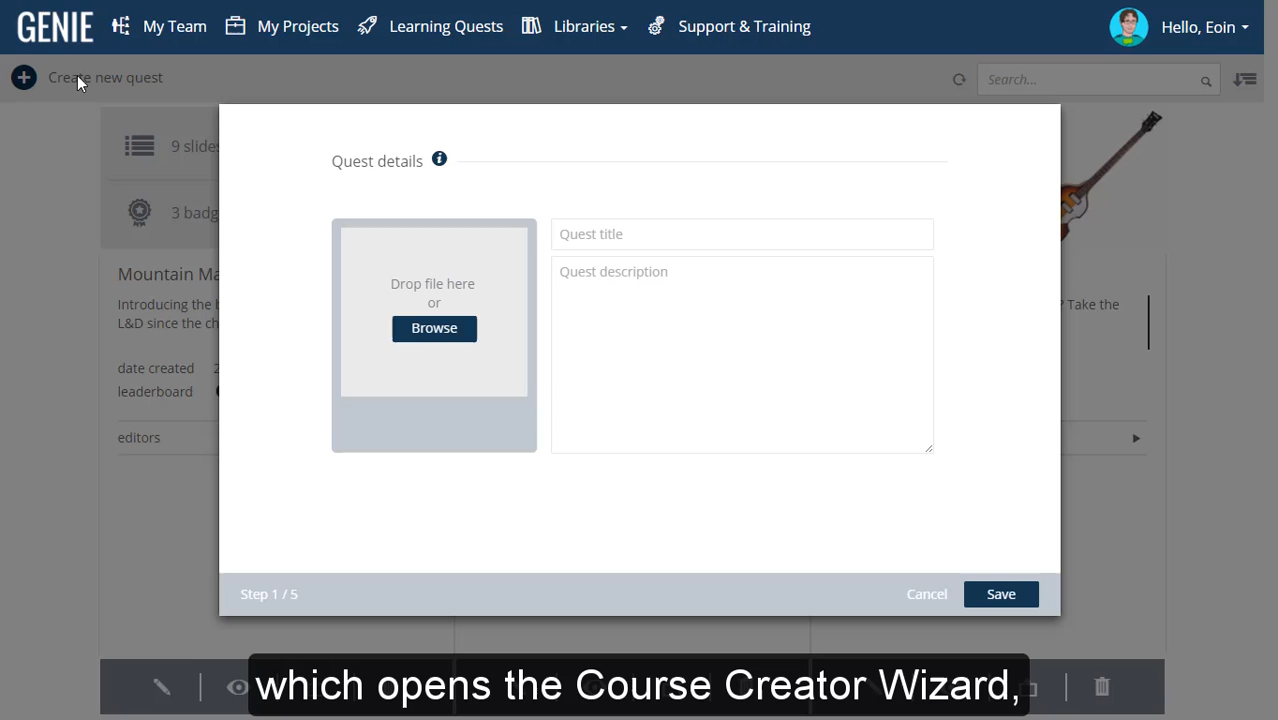 GENIE My Team My Projects Learning Quests Libraries Support & Training Hello, Eoin
Create new quest Search...
Quest details
9 slides
3 badg
Drop file here
or
Browse
Quest title
Quest description
Mountain Ma
Introducing the b ? Take the
L&D since the ch
date created 2
leaderboard
editors
Step 1 / 5 Cancel Save
which opens the Course Creator Wizard,